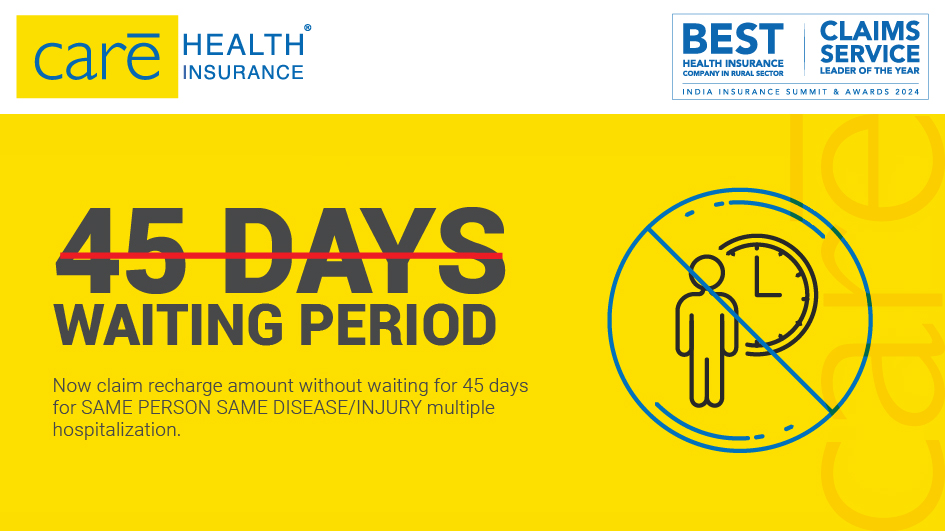 carē HEALTH®
INSURANCE
BEST
HEALTH INSURANCE
COMPANY IN RURAL SECTOR
CLAIMS
SERVICE
LEADER OF THE YEAR
INDIA INSURANCE SUMMIT & AWARDS 2024
45 DAYS
WAITING PERIOD
Now claim recharge amount without waiting for 45 days
for SAME PERSON SAME DISEASE/INJURY multiple
hospitalization.
carē